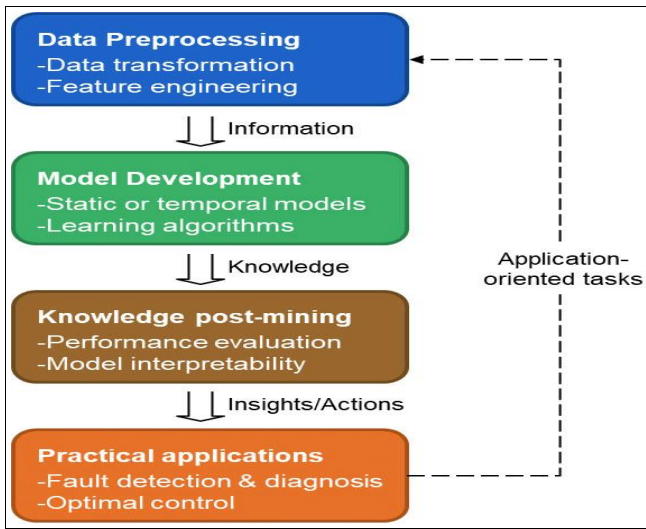 Data Preprocessing
-Data transformation
-Feature engineering
Information
Model Development
-Static or temporal models
-Learning algorithms
Knowledge
Application-
oriented tasks
Knowledge post-mining
-Performance evaluation
-Model interpretability
Insights/Actions
Practical applications
-Fault detection & diagnosis
-Optimal control